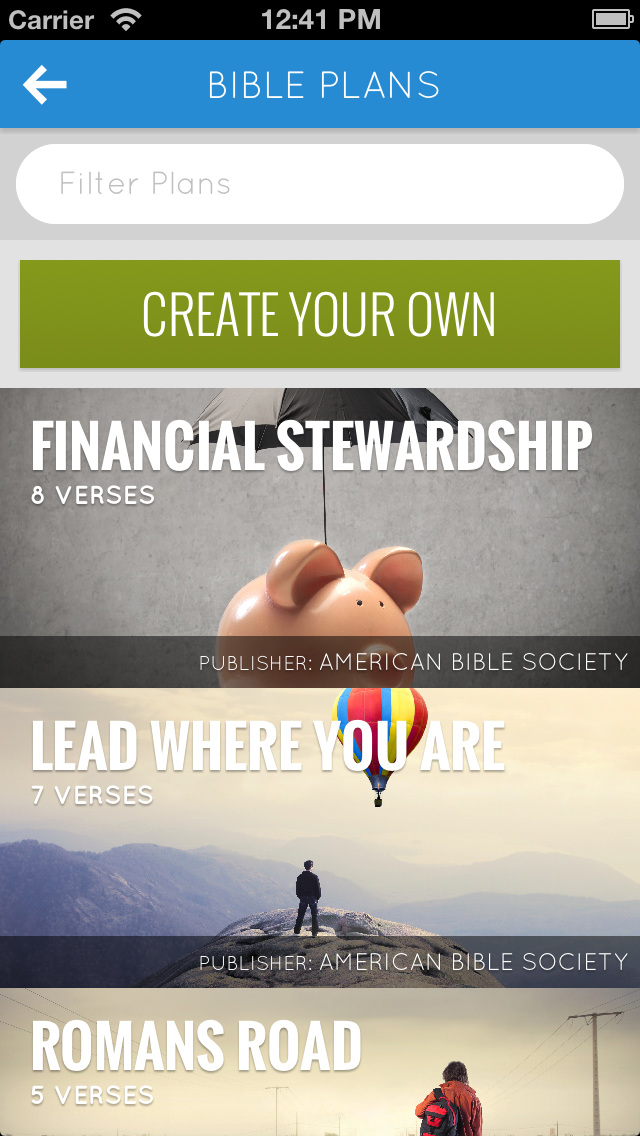 Carrier 12:41 PM
BIBLE PLANS
Filter Plans
CREATE YOUR OWN
FINANCIAL STEWARDSHIP
8 VERSES
PUBLISHER: AMERICAN BIBLE SOCIETY
LEAD WHERE YOU ARE
7 VERSES
PUBLISHER: AMERICAN BIBLE SOCIETY
ROMANS ROAD
5 VERSES